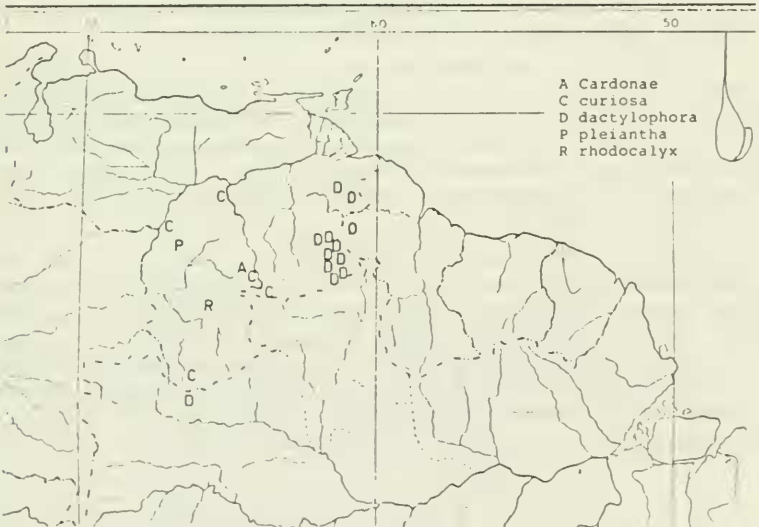 60 50
A Cardonae
C curiosa
D dactylophora
P pleiantha
R rhodocalyx
D
C D
C D
P D D
D
D D
A D
C D
D
C
R
C
D